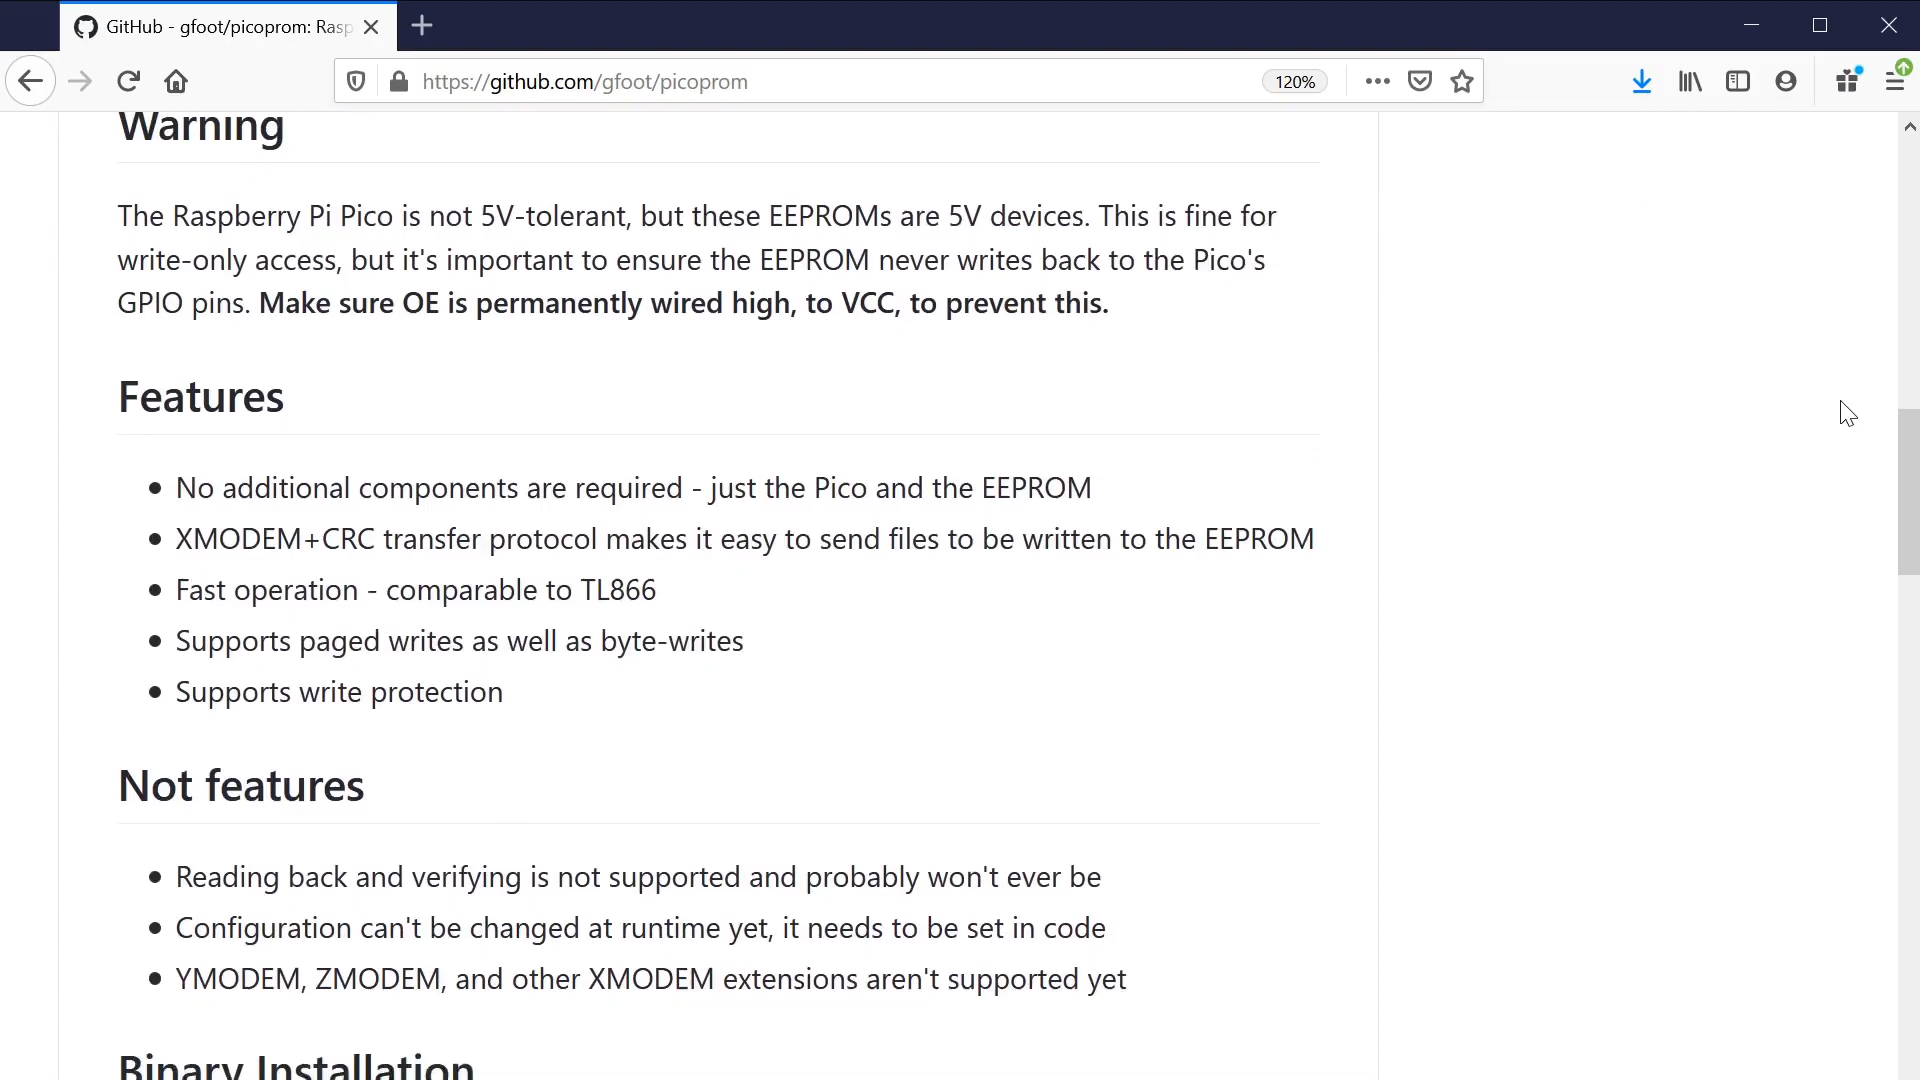 GitHub - gfoot/picoprom: Rasp
https://github.com/gfoot/picoprom
120%
Warning
The Raspberry Pi Pico is not 5V-tolerant, but these EEPROMs are 5V devices. This is fine for
write-only access, but it's important to ensure the EEPROM never writes back to the Pico's
GPIO pins. Make sure OE is permanently wired high, to VCC, to prevent this.
Features
No additional components are required - just the Pico and the EEPROM
XMODEM+CRC transfer protocol makes it easy to send files to be written to the EEPROM
Fast operation - comparable to TL866
Supports paged writes as well as byte-writes
Supports write protection
Not features
Reading back and verifying is not supported and probably won't ever be
Configuration can't be changed at runtime yet, it needs to be set in code
YMODEM, ZMODEM, and other XMODEM extensions aren't supported yet
Binary Installation